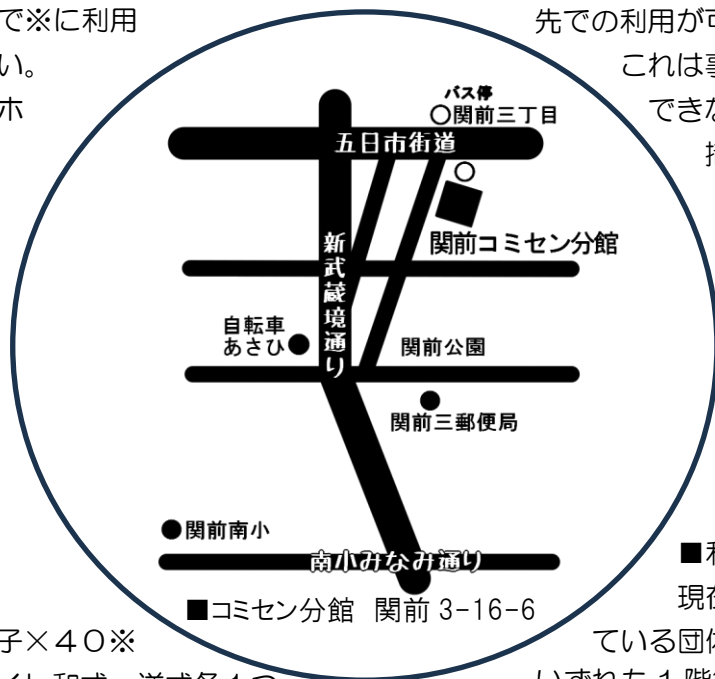 で※に利用
い。
ホ
先での利用が可
これは事
できな
バス停
○関前三丁目
五日市街道
関前コミセン分館
新武蔵境通り
自転車
あさひ●
関前公園
関前三郵便局
●関前南小
南小みなみ通り
■コミセン分館 関前3-16-6
子×40※
■利
現在
ている団体